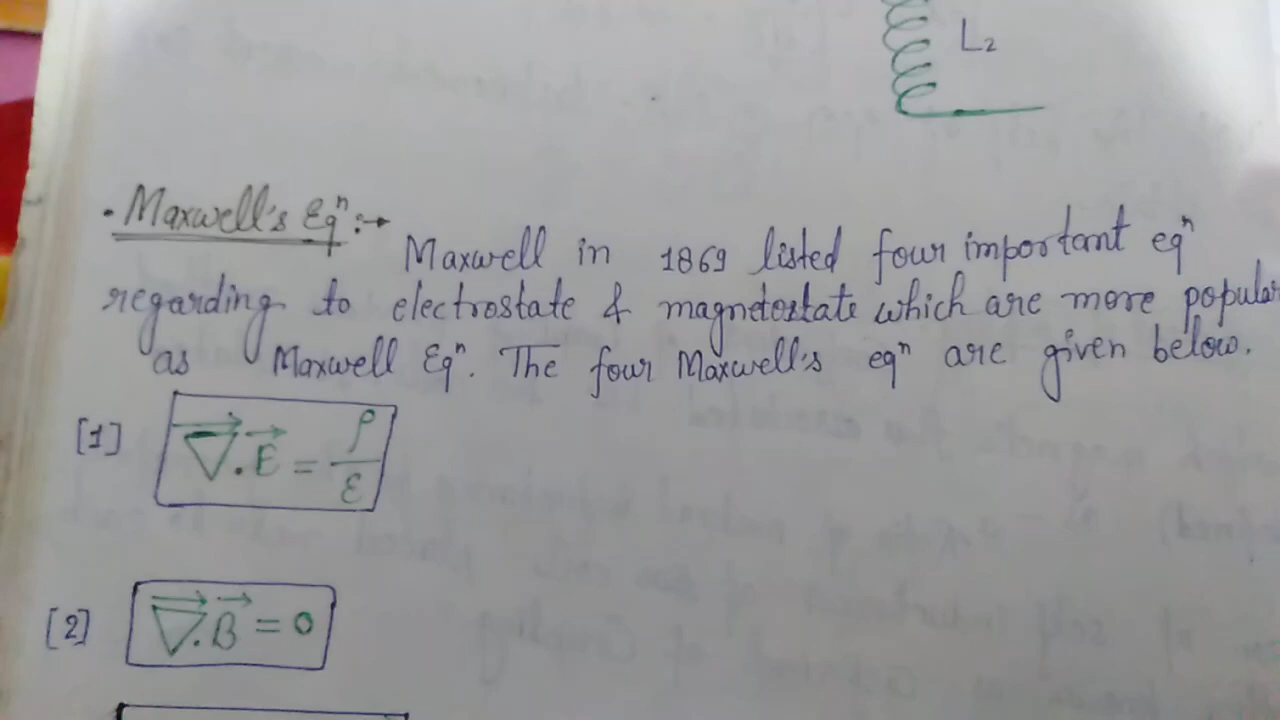 L₂
• Maxwell's Eqⁿ :→ Maxwell in 1869 listed four important eqⁿ
regarding to electrostate & magnetostate which are more popular
as Maxwell Eqⁿ. The four Maxwell's eqⁿ are given below.
[1] ∇⃗.E⃗ = ρ/ε
[2] ∇⃗.B⃗ = 0